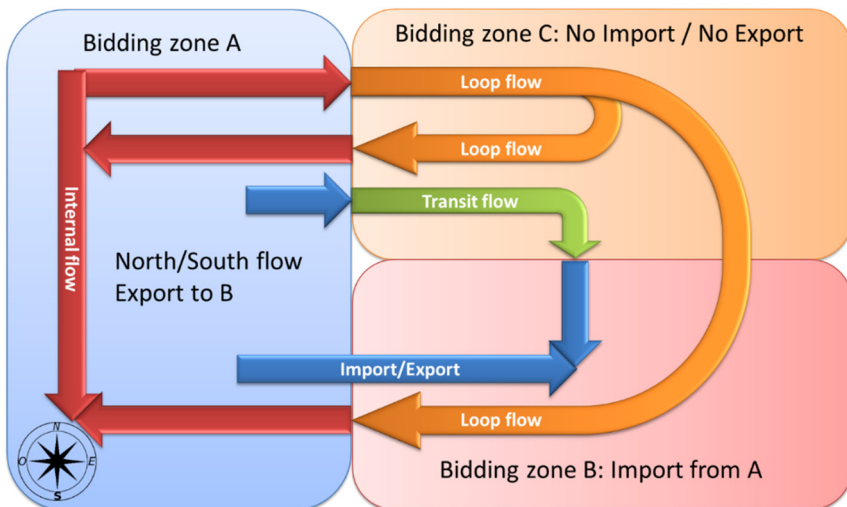 Bidding zone A
Bidding zone C: No Import / No Export
Loop flow
Loop flow
Transit flow
Internal flow
North/South flow
Export to B
Import/Export
Loop flow
N
O
E
S
Bidding zone B: Import from A